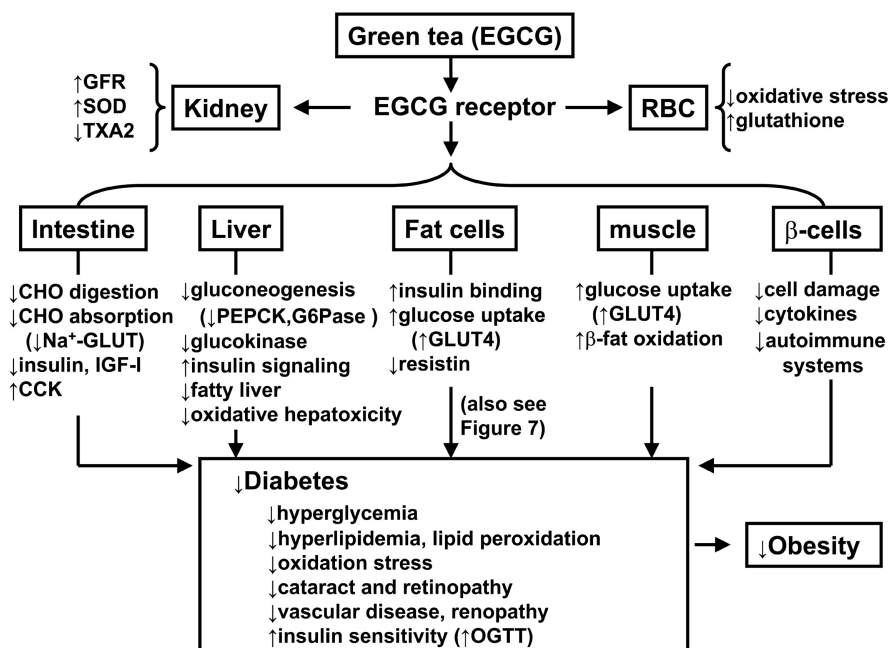 Green tea (EGCG)
↑GFR
↑SOD
↓TXA2
Kidney
EGCG receptor
RBC
↓oxidative stress
↑glutathione
Intestine
↓CHO digestion
↓CHO absorption
(↓Na⁺-GLUT)
↓insulin, IGF-I
↑CCK
Liver
↓gluconeogenesis
(↓PEPCK,G6Pase )
↓glucokinase
↑insulin signaling
↓fatty liver
↓oxidative hepatoxicity
Fat cells
↑insulin binding
↑glucose uptake
(↑GLUT4)
↓resistin
(also see
Figure 7)
muscle
↑glucose uptake
(↑GLUT4)
↑β-fat oxidation
β-cells
↓cell damage
↓cytokines
↓autoimmune
systems
↓Diabetes
↓hyperglycemia
↓hyperlipidemia, lipid peroxidation
↓oxidation stress
↓cataract and retinopathy
↓vascular disease, renopathy
↑insulin sensitivity (↑OGTT)
↓Obesity